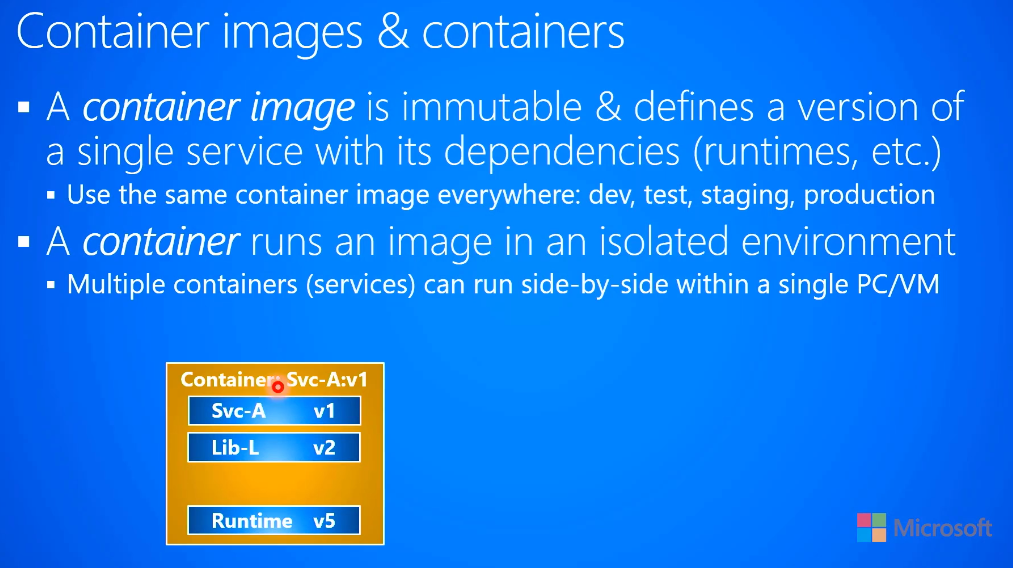 Container images & containers
▪ A container image is immutable & defines a version of
a single service with its dependencies (runtimes, etc.)
▪ Use the same container image everywhere: dev, test, staging, production
▪ A container runs an image in an isolated environment
▪ Multiple containers (services) can run side-by-side within a single PC/VM
Container: Svc-A:v1
Svc-A v1
Lib-L v2
Runtime v5
Microsoft